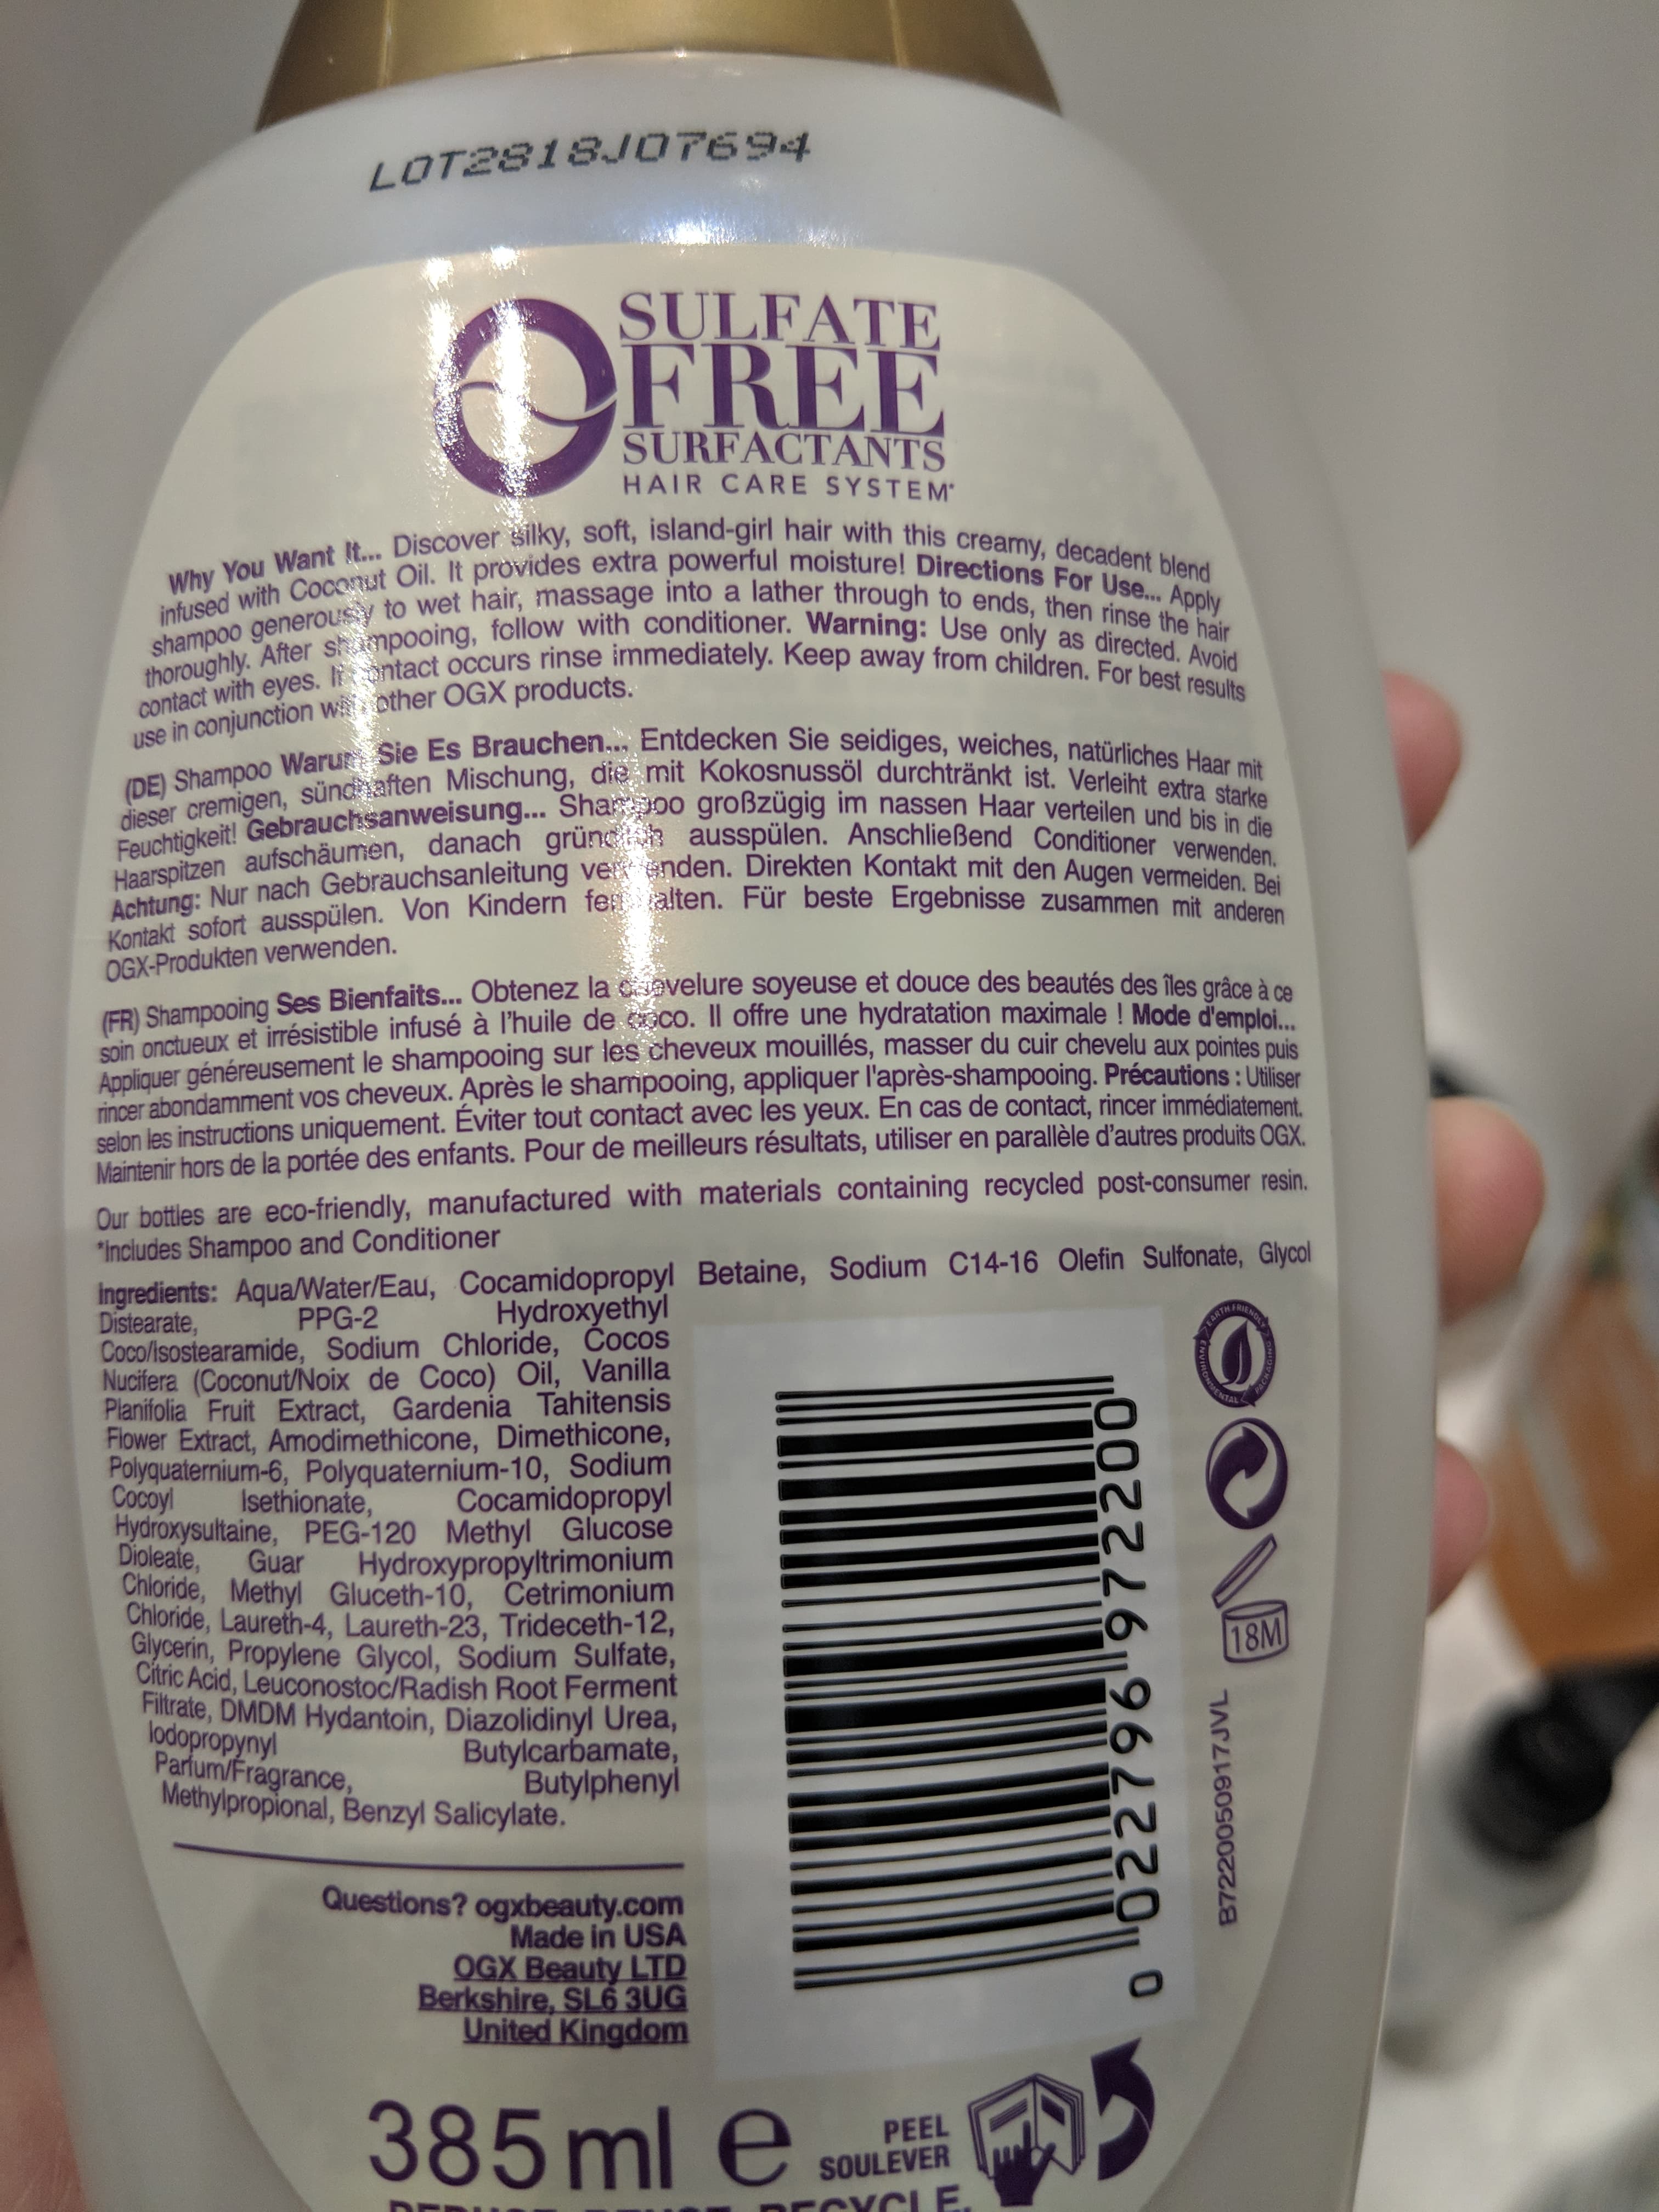 LOT2818J07694
SULFATE
FREE
SURFACTANTS
HAIR CARE SYSTEM*
Why You Want It... Discover silky, soft, island-girl hair with this creamy, decadent blend
infused with Coconut Oil. It provides extra powerful moisture! Directions For Use... Apply
shampoo generously to wet hair, massage into a lather through to ends, then rinse the hair
thoroughly. After shampooing, follow with conditioner. Warning: Use only as directed. Avoid
contact with eyes. If contact occurs rinse immediately. Keep away from children. For best results
use in conjunction with other OGX products.
(DE) Shampoo Warum Sie Es Brauchen... Entdecken Sie seidiges, weiches, natürliches Haar mit
dieser cremigen, sündhaften Mischung, die mit Kokosnussöl durchtränkt ist. Verleiht extra starke
Feuchtigkeit! Gebrauchsanweisung... Shampoo großzügig im nassen Haar verteilen und bis in die
Haarspitzen aufschäumen, danach gründlich ausspülen. Anschließend Conditioner verwenden.
Achtung: Nur nach Gebrauchsanleitung verwenden. Direkten Kontakt mit den Augen vermeiden. Bei
Kontakt sofort ausspülen. Von Kindern fernhalten. Für beste Ergebnisse zusammen mit anderen
OGX-Produkten verwenden.
(FR) Shampooing Ses Bienfaits... Obtenez la chevelure soyeuse et douce des beautés des îles grâce à ce
soin onctueux et irrésistible infusé à l'huile de coco. Il offre une hydratation maximale ! Mode d'emploi...
Appliquer généreusement le shampooing sur les cheveux mouillés, masser du cuir chevelu aux pointes puis
rincer abondamment vos cheveux. Après le shampooing, appliquer l'après-shampooing. Précautions : Utiliser
selon les instructions uniquement. Éviter tout contact avec les yeux. En cas de contact, rincer immédiatement.
Maintenir hors de la portée des enfants. Pour de meilleurs résultats, utiliser en parallèle d'autres produits OGX.
Our bottles are eco-friendly, manufactured with materials containing recycled post-consumer resin.
*Includes Shampoo and Conditioner
Ingredients: Aqua/Water/Eau, Cocamidopropyl Betaine, Sodium C14-16 Olefin Sulfonate, Glycol
Distearate, PPG-2 Hydroxyethyl
Coco/Isostearamide, Sodium Chloride, Cocos
Nucifera (Coconut/Noix de Coco) Oil, Vanilla
Planifolia Fruit Extract, Gardenia Tahitensis
Flower Extract, Amodimethicone, Dimethicone,
Polyquaternium-6, Polyquaternium-10, Sodium
Cocoyl Isethionate, Cocamidopropyl
Hydroxysultaine, PEG-120 Methyl Glucose
Dioleate, Guar Hydroxypropyltrimonium
Chloride, Methyl Gluceth-10, Cetrimonium
Chloride, Laureth-4, Laureth-23, Trideceth-12,
Glycerin, Propylene Glycol, Sodium Sulfate,
Citric Acid, Leuconostoc/Radish Root Ferment
Filtrate, DMDM Hydantoin, Diazolidinyl Urea,
Iodopropynyl Butylcarbamate,
Parfum/Fragrance, Butylphenyl
Methylpropional, Benzyl Salicylate.
EARTH FRIENDLY
ENVIRONMENTAL PACKAGING
18M
0 022796 972200
B7220050917JVL
Questions? ogxbeauty.com
Made in USA
OGX Beauty LTD
Berkshire, SL6 3UG
United Kingdom
385 ml e
PEEL
SOULEVER
REDUCE. REUSE. RECYCLE.